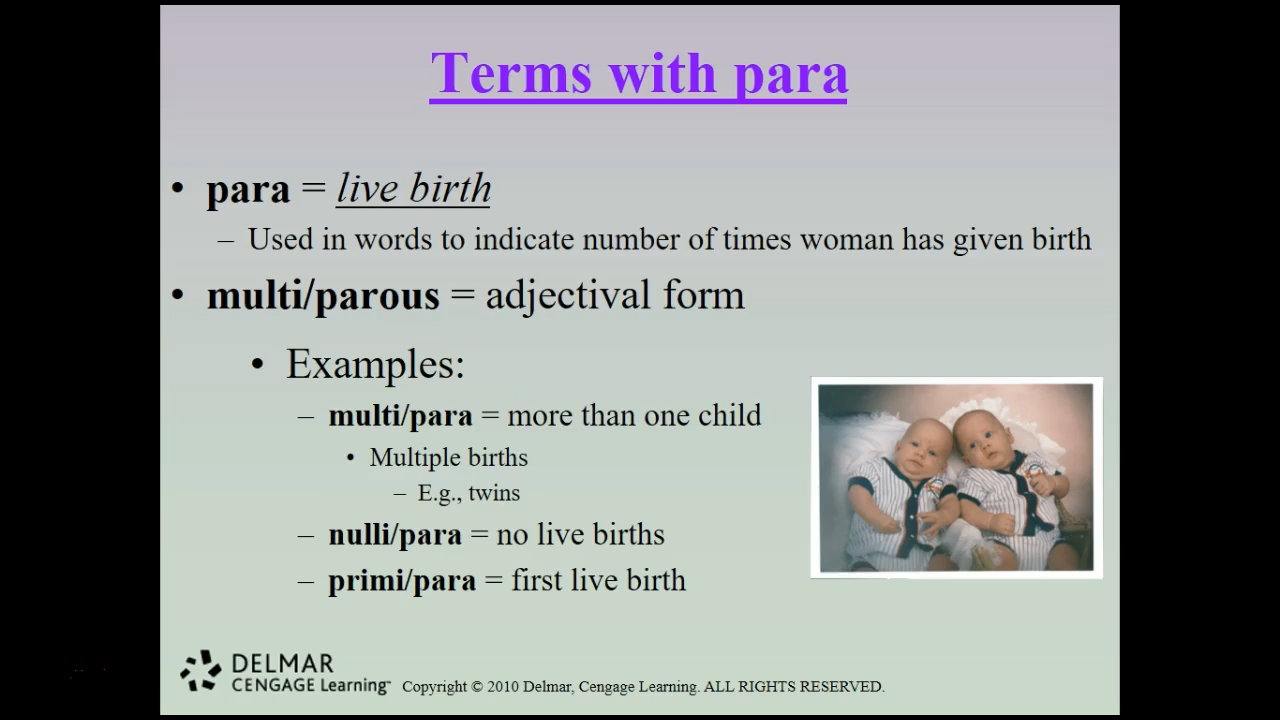 Terms with para
• para = live birth
– Used in words to indicate number of times woman has given birth
• multi/parous = adjectival form
• Examples:
– multi/para = more than one child
• Multiple births
– E.g., twins
– nulli/para = no live births
– primi/para = first live birth
DELMAR
CENGAGE Learning™
Copyright © 2010 Delmar, Cengage Learning. ALL RIGHTS RESERVED.